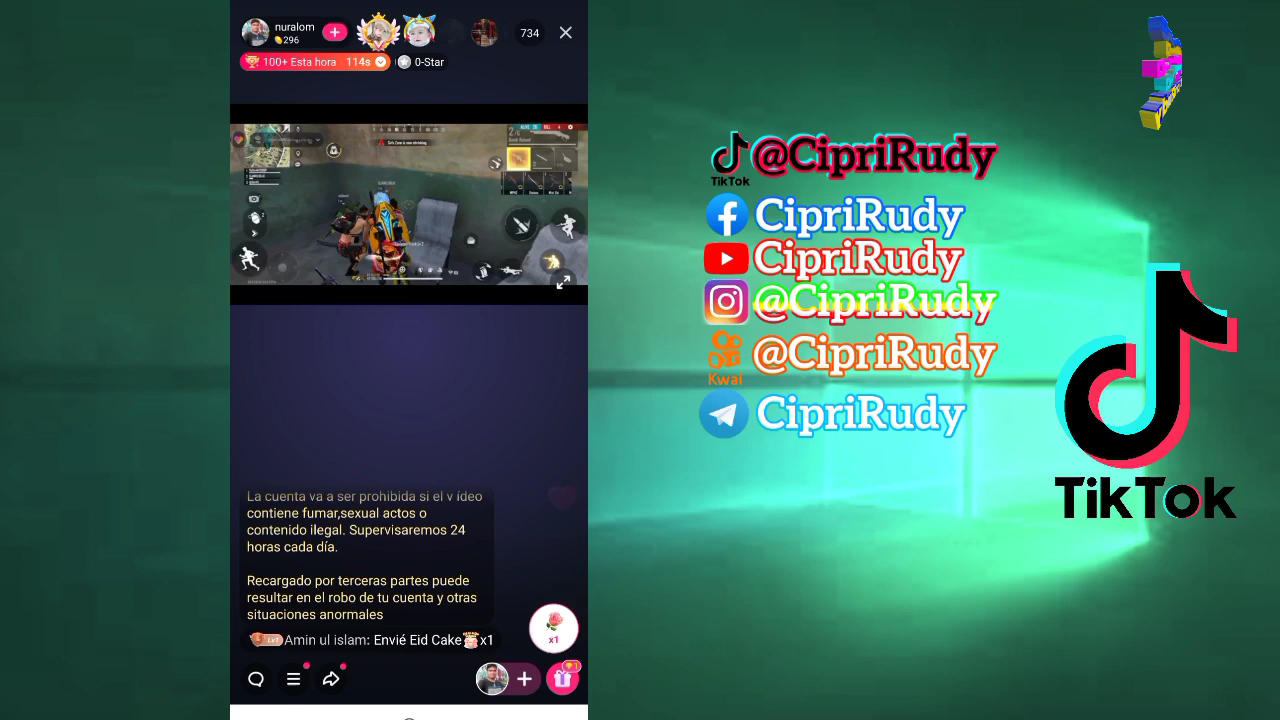 nuralom
296
734
100+ Esta hora 114s
0-Star
TikTok
@CipriRudy
CipriRudy
CipriRudy
@CipriRudy
Kwai
@CipriRudy
CipriRudy
TikTok
La cuenta va a ser prohibida si el v ídeo
contiene fumar,sexual actos o
contenido ilegal. Supervisaremos 24
horas cada día.
Recargado por terceras partes puede
resultar en el robo de tu cuenta y otras
situaciones anormales
Lv1 Amin ul islam: Envié Eid Cake x1
x1